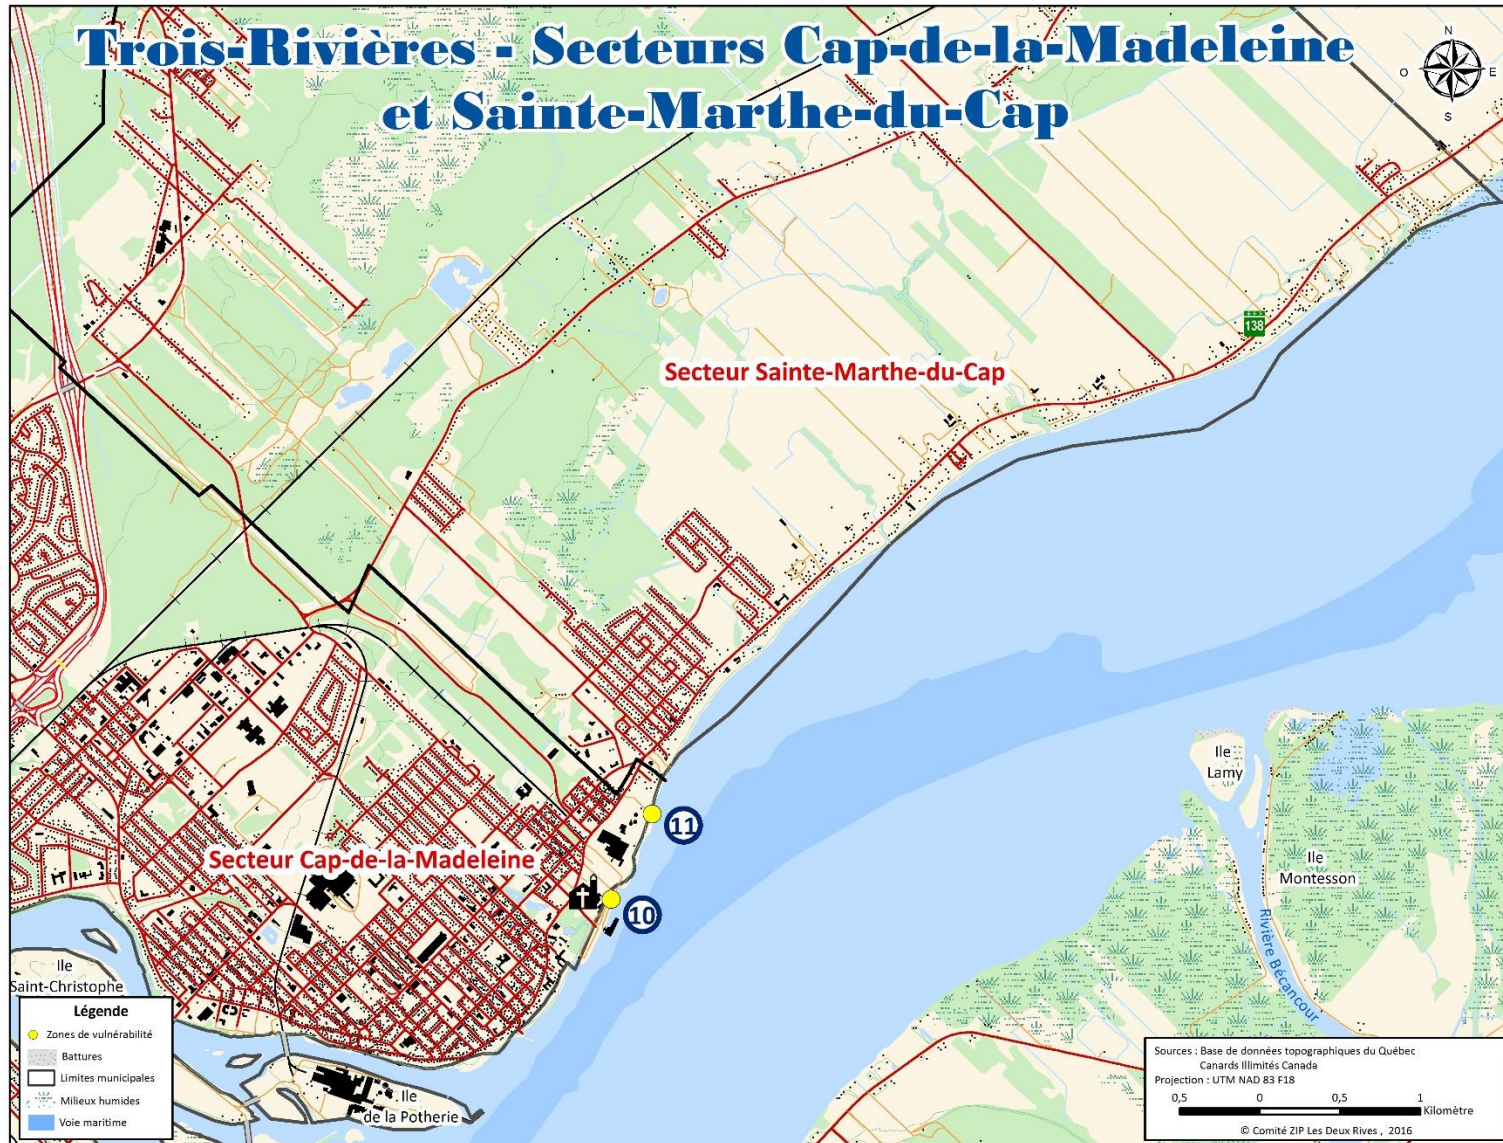 Trois-Rivières - Secteurs Cap-de-la-Madeleine
et Sainte-Marthe-du-Cap
N
O
E
S
138
Secteur Sainte-Marthe-du-Cap
Ile
Lamy
11
Secteur Cap-de-la-Madeleine
Ile
Montesson
10
Rivière Bécancour
Ile
Saint-Christophe
Légende
Zones de vulnérabilité
Battures
Limites municipales
Milieux humides
Voie maritime
Ile
de la Potherie
Sources : Base de données topographiques du Québec
Canards Illimités Canada
Projection : UTM NAD 83 F18
0,5 0 0,5 1
Kilomètre
© Comité ZIP Les Deux Rives , 2016